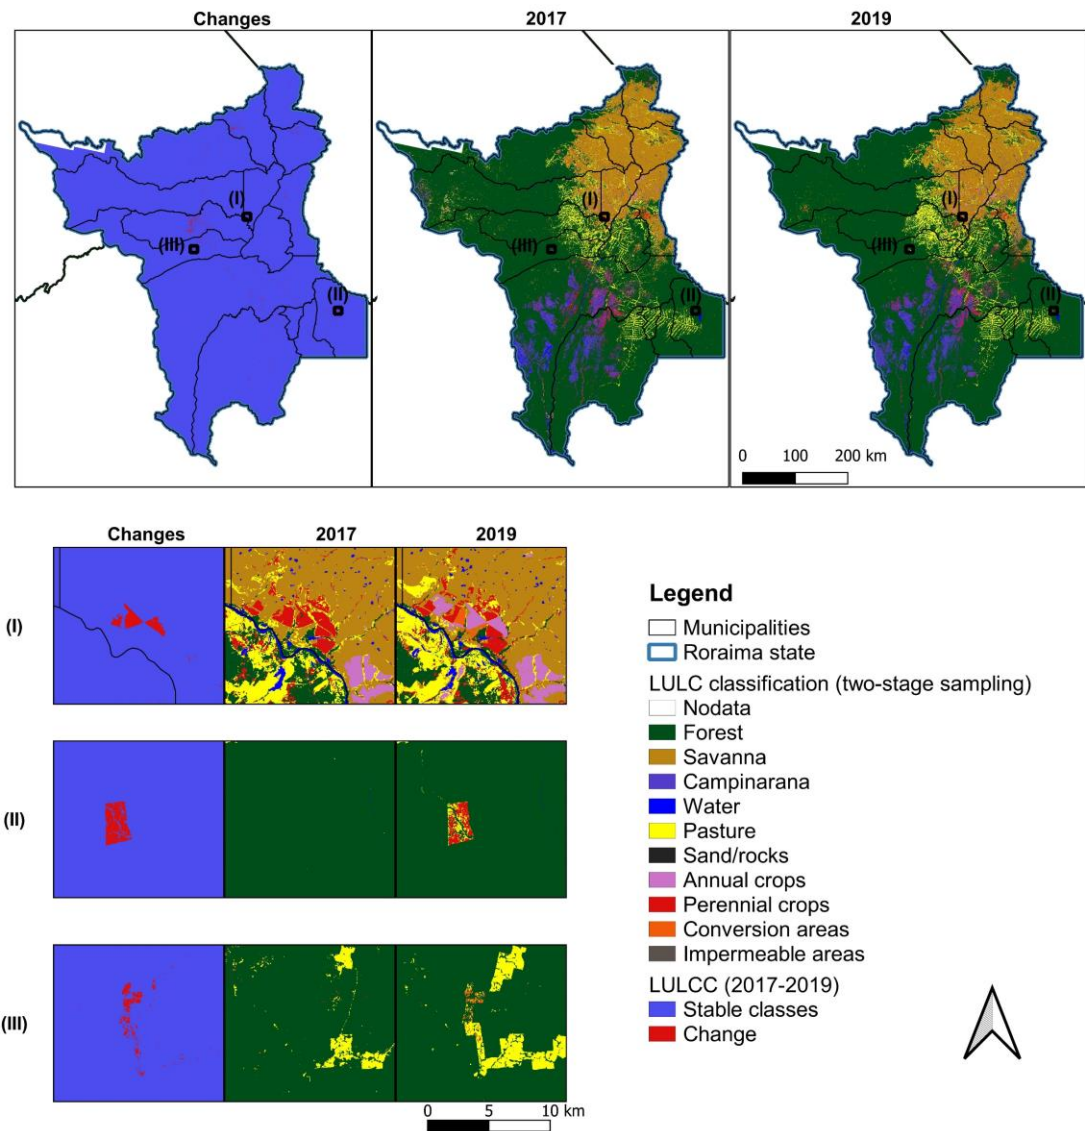 Changes 2017 2019
(I) (I) (I)
(III) (III) (III)
(II) (II) (II)
0 100 200 km
Changes 2017 2019
(I)
(II)
(III)
0 5 10 km
Legend
Municipalities
Roraima state
LULC classification (two-stage sampling)
Nodata
Forest
Savanna
Campinarana
Water
Pasture
Sand/rocks
Annual crops
Perennial crops
Conversion areas
Impermeable areas
LULCC (2017-2019)
Stable classes
Change